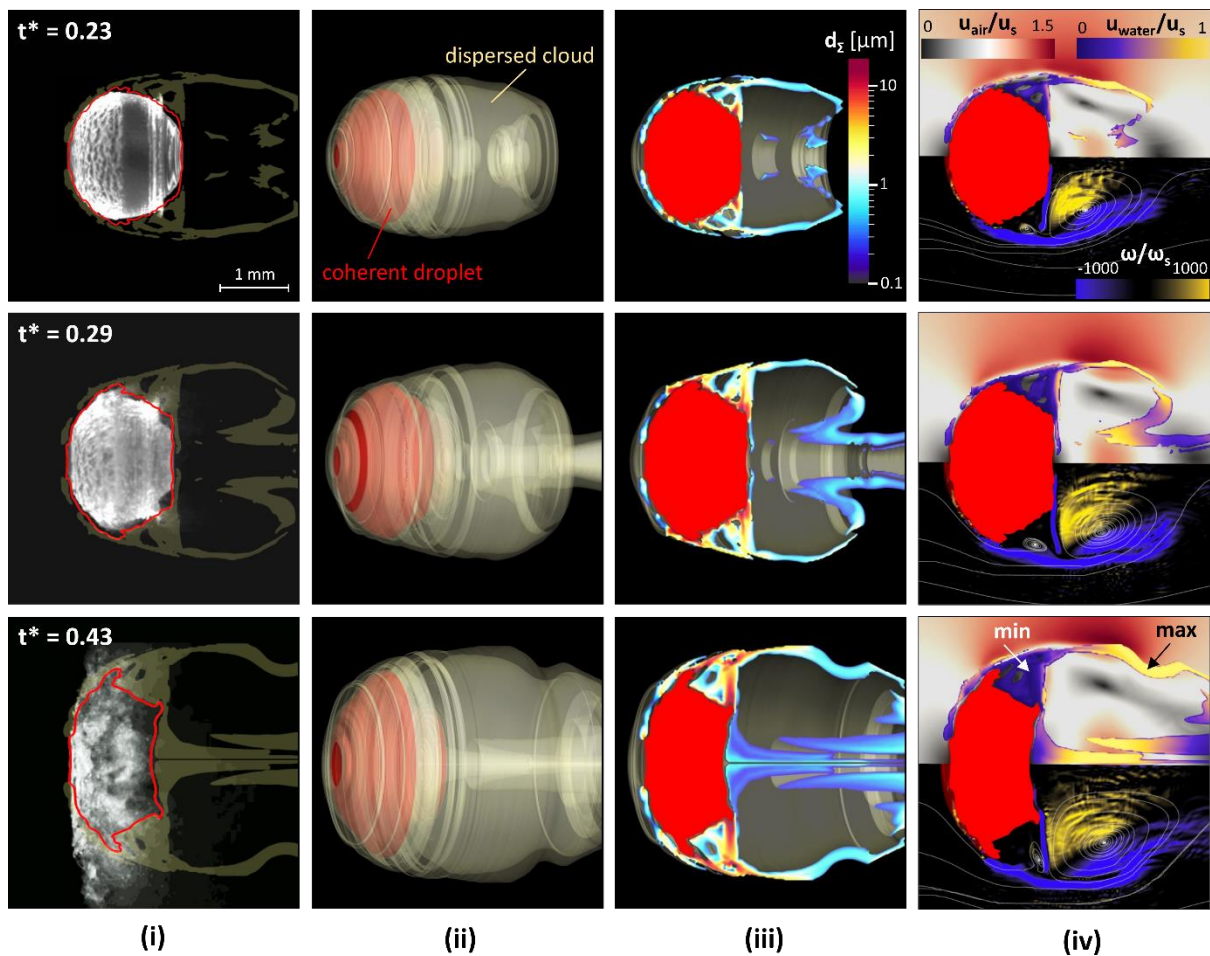 t* = 0.23
1 mm
dispersed cloud
coherent droplet
dΣ [μm]
10
1
0.1
0 u_air/u_s 1.5
0 u_water/u_s 1
ω/ω_s
-1000 1000
t* = 0.29
t* = 0.43
min
max
(i)
(ii)
(iii)
(iv)